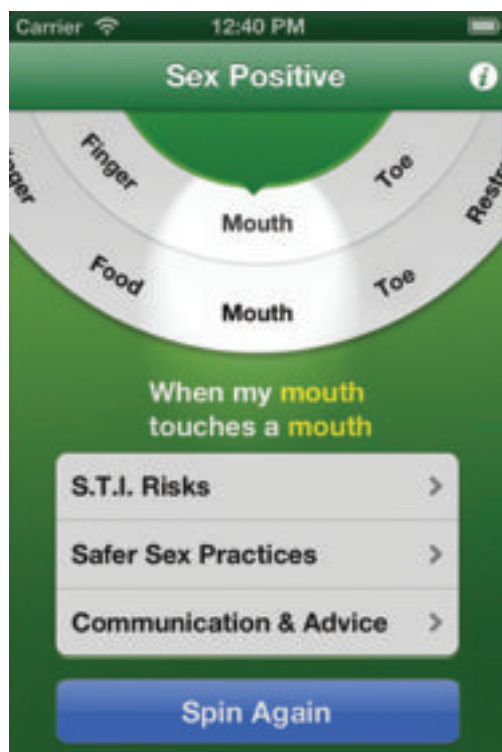 Carrier 12:40 PM
Sex Positive
Finger
Mouth
Toe
Food
Mouth
Toe
When my mouth
touches a mouth
S.T.I. Risks
Safer Sex Practices
Communication & Advice
Spin Again